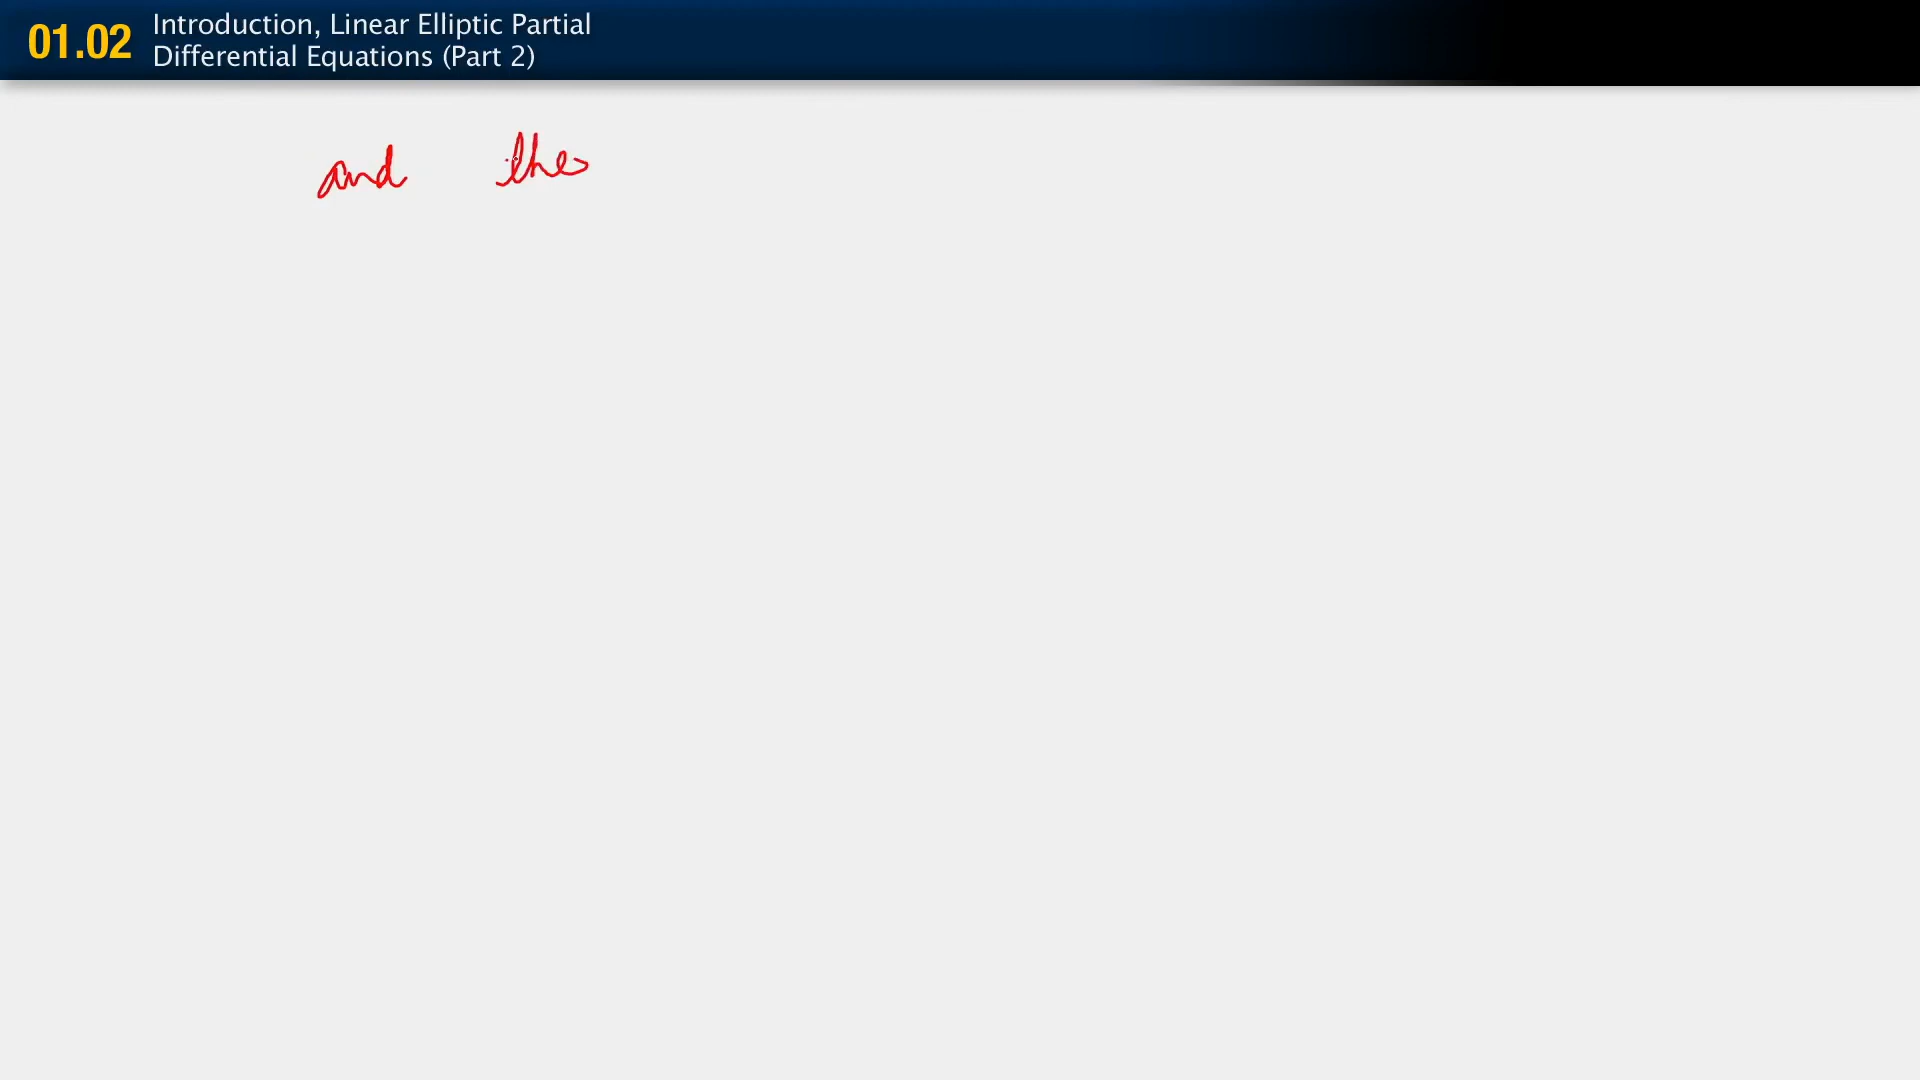 01.02
Introduction, Linear Elliptic Partial
Differential Equations (Part 2)
and the